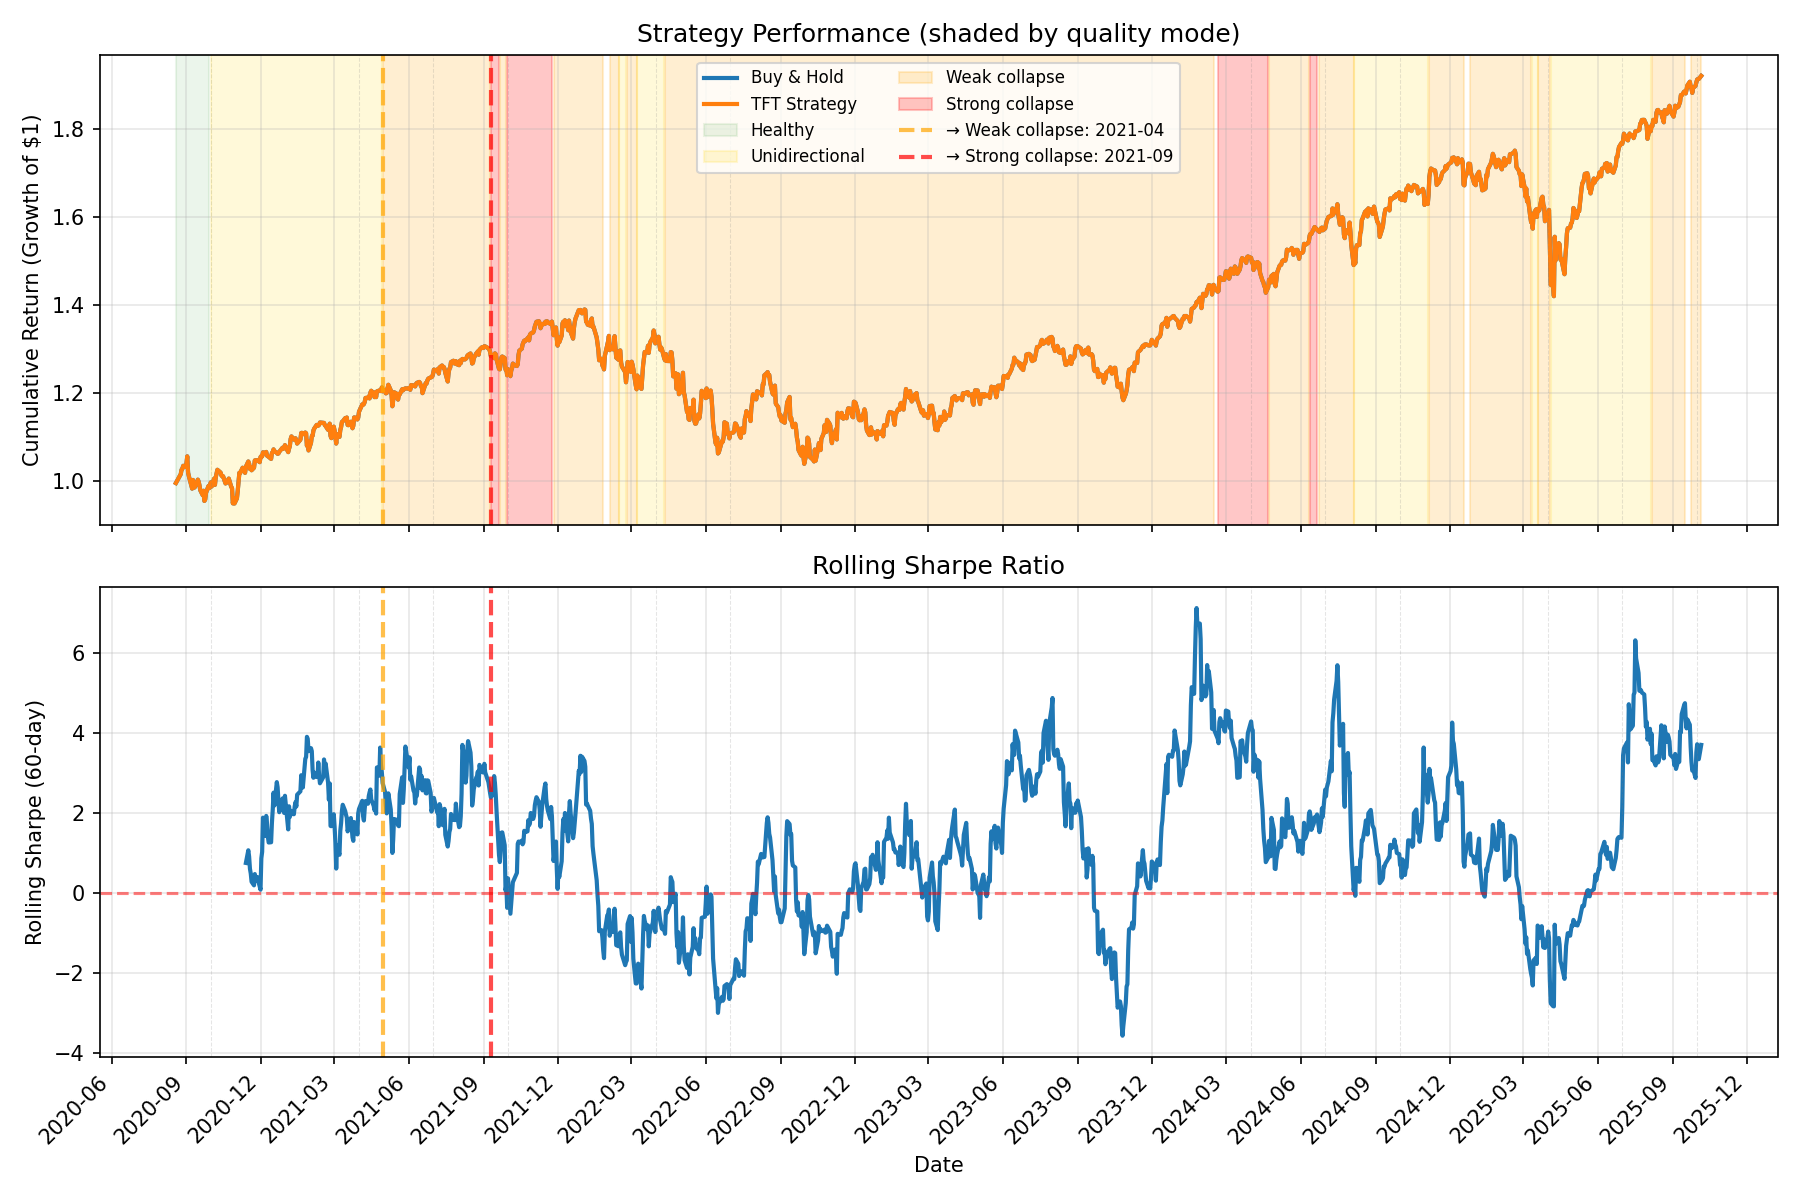 Strategy Performance (shaded by quality mode)
Cumulative Return (Growth of $1)
1.8
1.6
1.4
1.2
1.0
Buy & Hold
TFT Strategy
Healthy
Unidirectional
Weak collapse
Strong collapse
→ Weak collapse: 2021-04
→ Strong collapse: 2021-09
Rolling Sharpe Ratio
Rolling Sharpe (60-day)
6
4
2
0
−2
−4
2020-06
2020-09
2020-12
2021-03
2021-06
2021-09
2021-12
2022-03
2022-06
2022-09
2022-12
2023-03
2023-06
2023-09
2023-12
2024-03
2024-06
2024-09
2024-12
2025-03
2025-06
2025-09
2025-12
Date